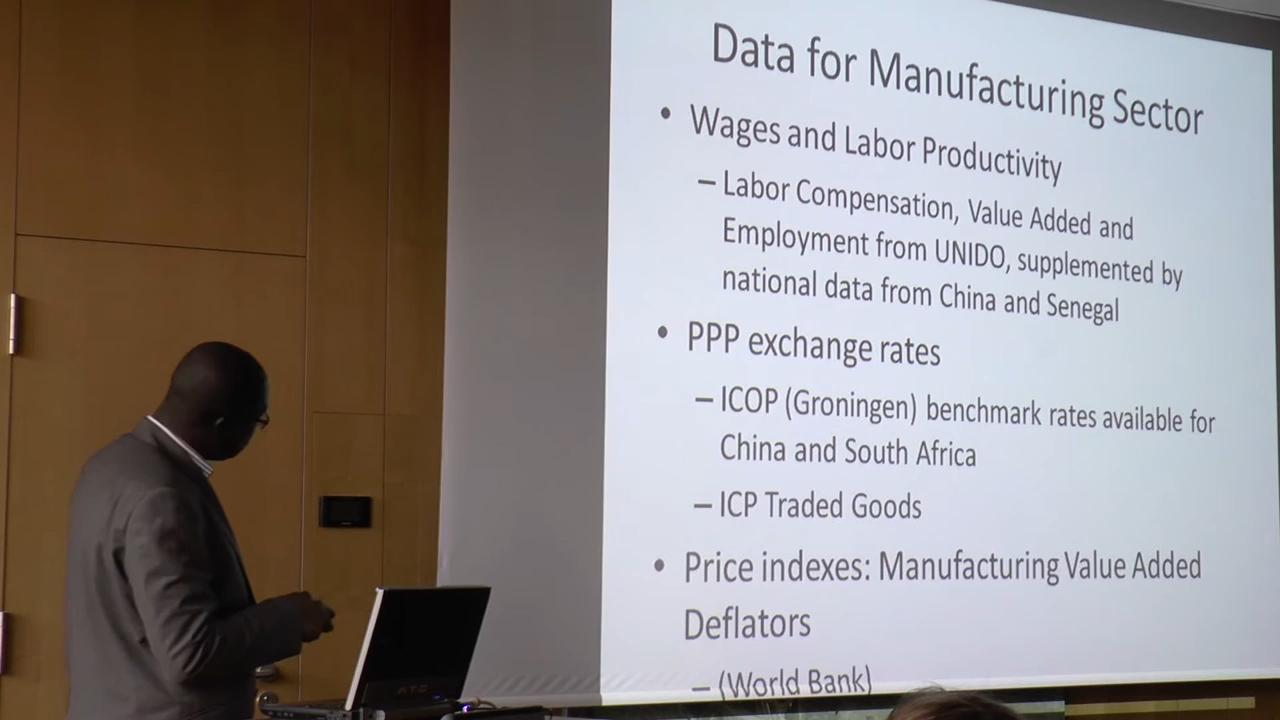 Data for Manufacturing Sector
• Wages and Labor Productivity
– Labor Compensation, Value Added and
Employment from UNIDO, supplemented by
national data from China and Senegal
• PPP exchange rates
– ICOP (Groningen) benchmark rates available for
China and South Africa
– ICP Traded Goods
• Price indexes: Manufacturing Value Added
Deflators
– (World Bank)